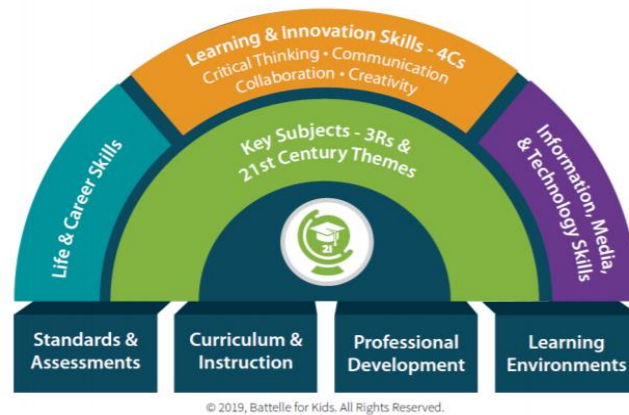 Learning & Innovation Skills - 4Cs
Critical Thinking • Communication
Collaboration • Creativity
Life & Career Skills
Key Subjects - 3Rs &
21st Century Themes
Information, Media,
& Technology Skills
21
Standards &
Assessments
Curriculum &
Instruction
Professional
Development
Learning
Environments
© 2019, Battelle for Kids. All Rights Reserved.